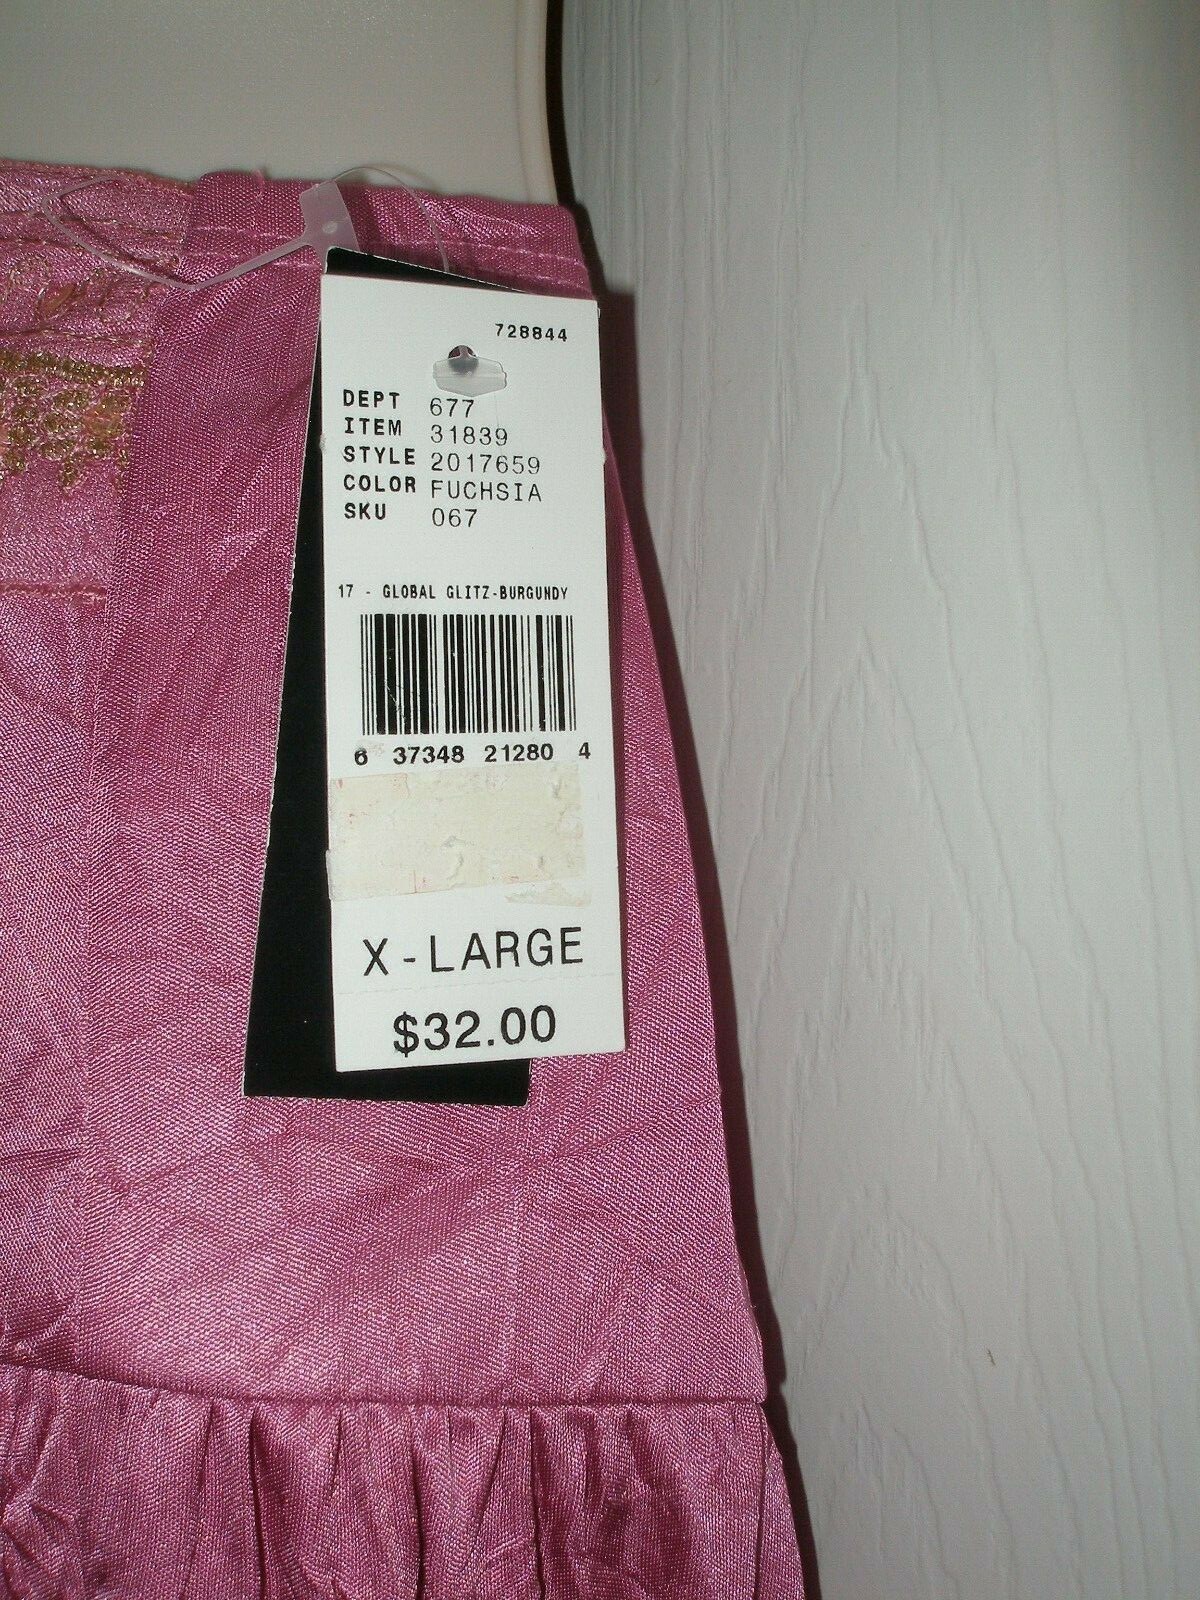 728844
DEPT 677
ITEM 31839
STYLE 2017659
COLOR FUCHSIA
SKU 067
17 - GLOBAL GLITZ-BURGUNDY
6 37348 21280 4
X-LARGE
$32.00